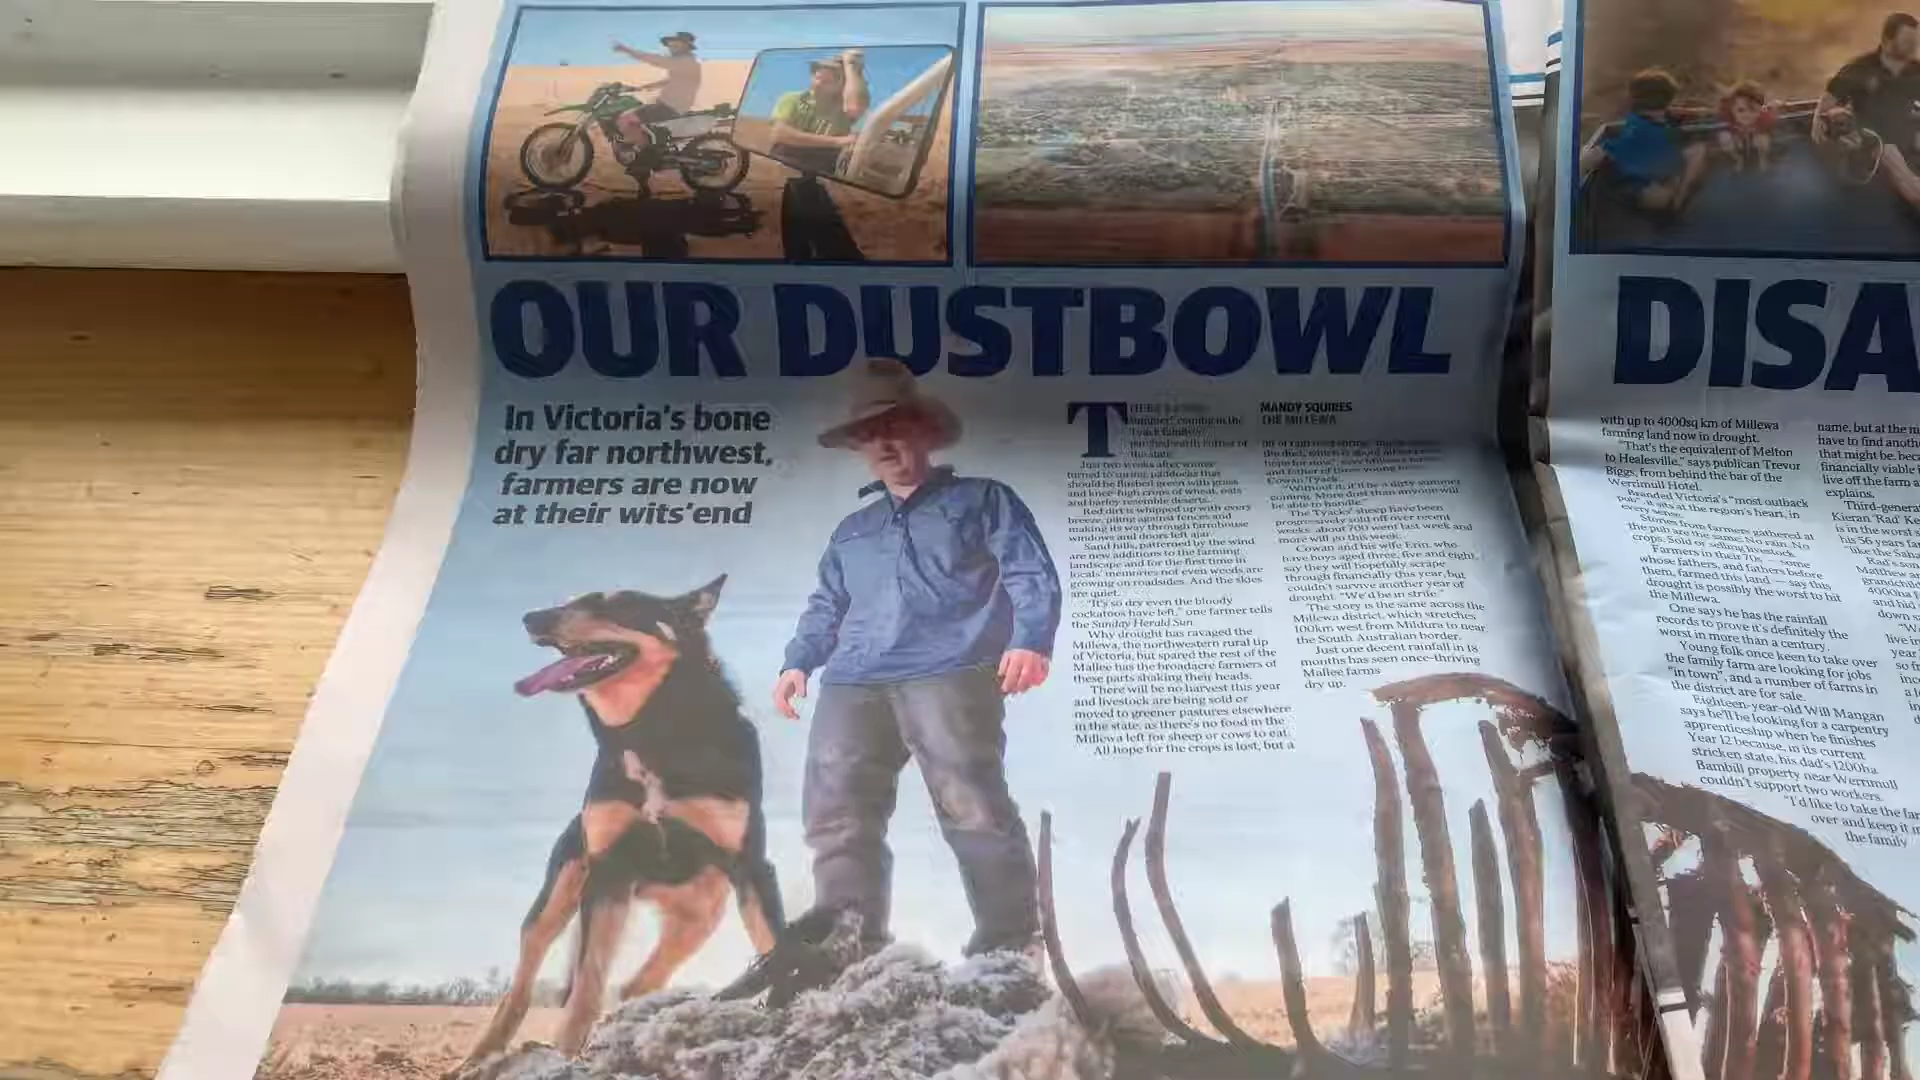 OUR DUSTBOWL
DISA
In Victoria's bone
dry far northwest,
farmers are now
at their wits' end
MANDY SQUIRES
THE MILLEWA
Just two weeks after winter
turned to spring, paddocks that
should be flushed green with grass
and knee-high crops of wheat, oats
and barley resemble deserts.
Red dirt is whipped up with every
breeze, piling against fences and
making its way through farmhouse
windows and doors left ajar.
Sand hills, patterned by the wind
are new additions to the farming
landscape and for the first time in
locals' memories not even weeds are
growing on roadsides. And the skies
are quiet.
"It's so dry even the bloody
cockatoos have left," one farmer tells
the Sunday Herald Sun.
Why drought has ravaged the
Millewa, the northwestern rural tip
of Victoria, but spared the rest of the
Mallee has the broadacre farmers of
these parts shaking their heads.
There will be no harvest this year
and livestock are being sold or
moved to greener pastures elsewhere
in the state, as there's no food in the
Millewa left for sheep or cows to eat.
All hope for the crops is lost, but a
and father of three young
Cowan Tyack.
"Without it, it'll be a dirty summer
coming. More dust than anyone will
be able to handle."
The Tyacks' sheep have been
progressively sold off over recent
weeks, about 700 went last week and
more will go this week.
Cowan and his wife Erin, who
have boys aged three, five and eight,
say they will hopefully scrape
through financially this year, but
couldn't survive another year of
drought. "We'd be in strife."
The story is the same across the
Millewa district, which stretches
100km west from Mildura to near
the South Australian border.
Just one decent rainfall in 18
months has seen once-thriving
Mallee farms
dry up.
with up to 4000sq km of Millewa
farming land now in drought.
"That's the equivalent of Melton
to Healesville," says publican Trevor
Biggs, from behind the bar of the
Werrimull Hotel.
Branded Victoria's "most outback
pub" it sits at the region's heart, in
every sense.
Stories from farmers gathered at
the pub are the same. No rain. No
crops. Sold or selling livestock.
Farmers in their 70s — some
whose fathers, and fathers before
them, farmed this land — say this
drought is possibly the worst to hit
the Millewa.
One says he has the rainfall
records to prove it's definitely the
worst in more than a century.
Young folk once keen to take over
the family farm are looking for jobs
"in town", and a number of farms in
the district are for sale.
Eighteen-year-old Will Mangan
says he'll be looking for a carpentry
apprenticeship when he finishes
Year 12 because, in its current
stricken state, his dad's 1200ha
Bambill property near Werrimull
couldn't support two workers.
"I'd like to take the far
over and keep it in
the family
name, but at the m
have to find anoth
that might be, bec
financially viable
live off the farm a
explains.
Third-genera
Kieran 'Rad' Ke
is in the worst s
his 56 years fa
"like the Saha
Rad's son
Matthew an
grandchild
4000ha
and had
down
"W
live in
year
so fr